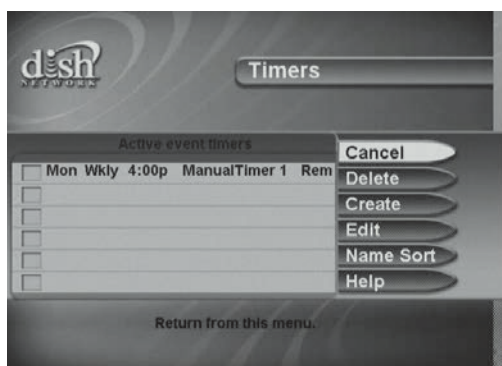 dish
NETWORK
Timers
Active event timers
Mon Wkly 4:00p ManualTimer 1 Rem
Cancel
Delete
Create
Edit
Name Sort
Help
Return from this menu.